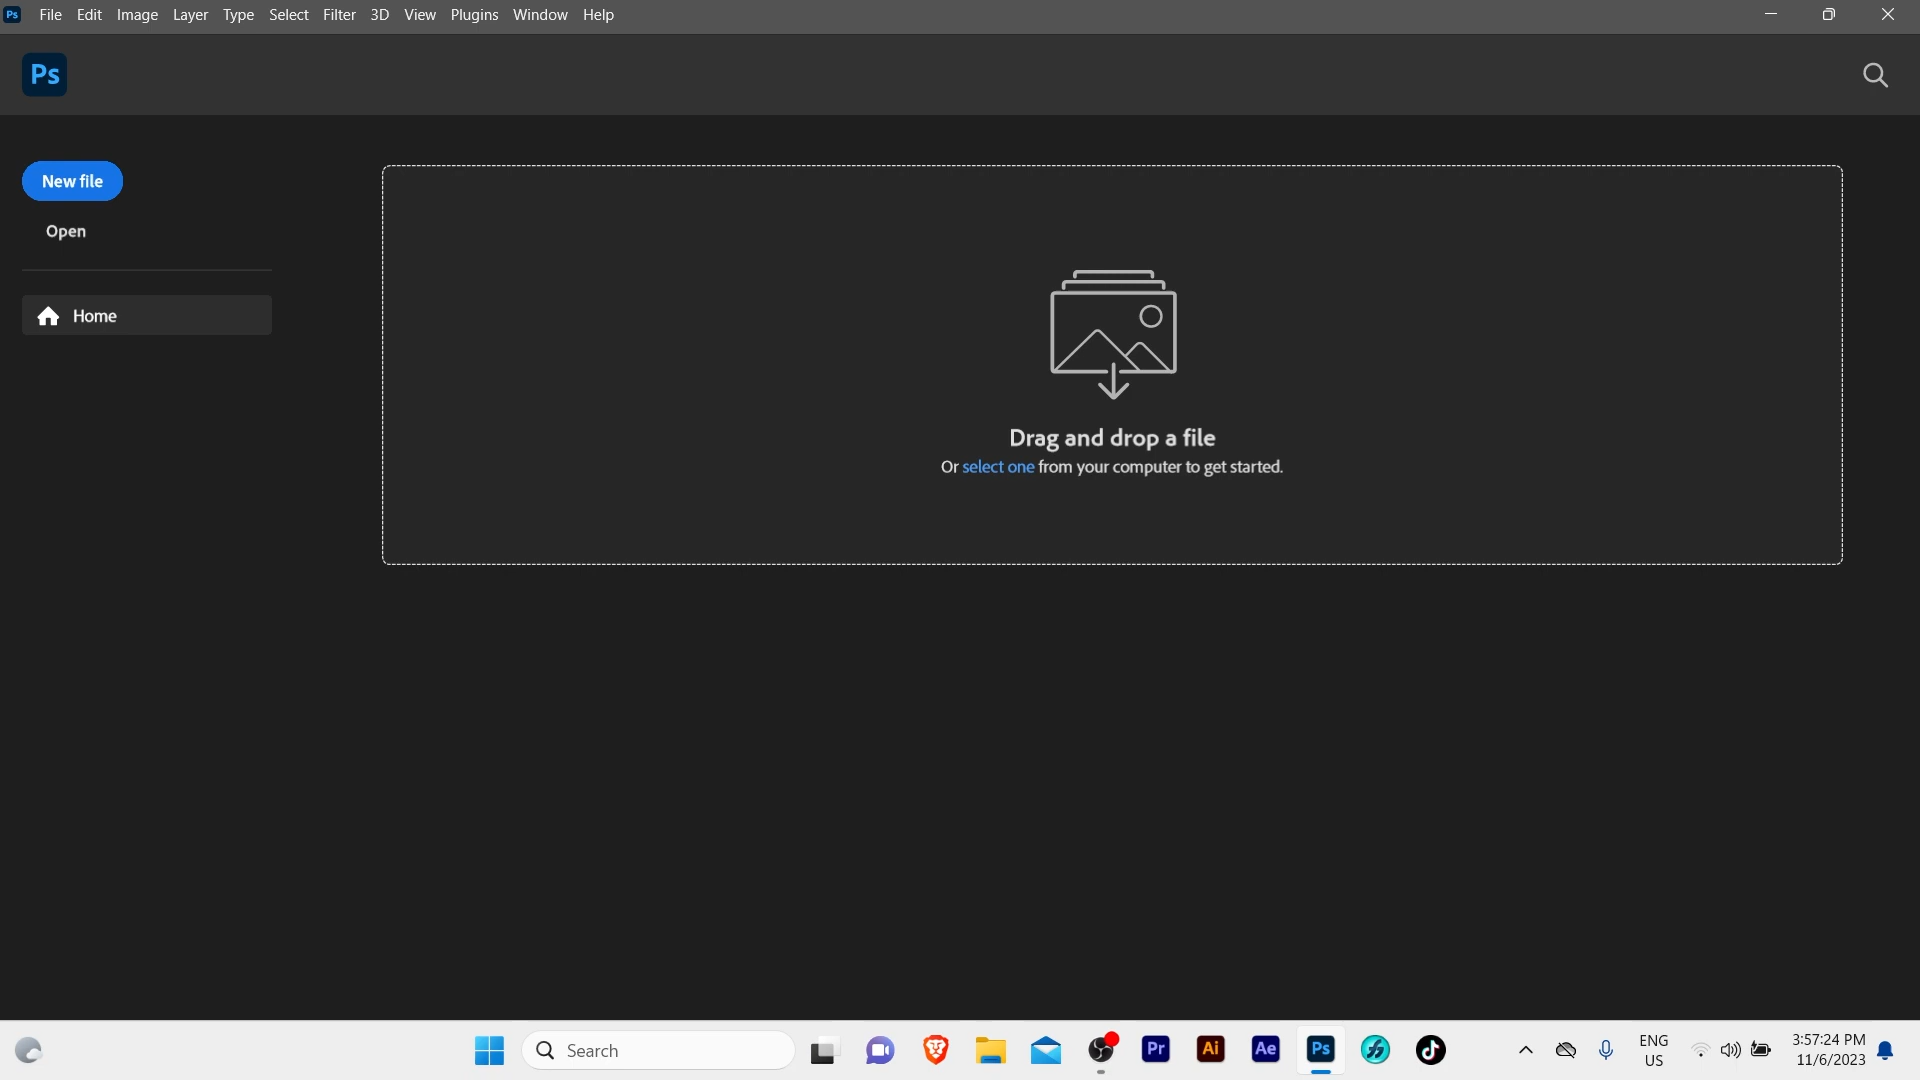 Ps File Edit Image Layer Type Select Filter 3D View Plugins Window Help
Ps
New file
Open
Home
Drag and drop a file
Or select one from your computer to get started.
Search
Pr
Ai
Ae
Ps
ENG
US
3:57:24 PM
11/6/2023